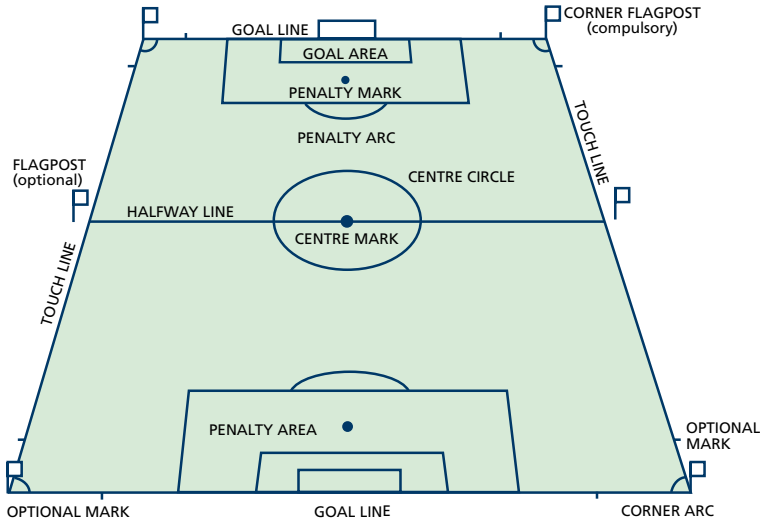 GOAL LINE
CORNER FLAGPOST
(compulsory)
GOAL AREA
PENALTY MARK
PENALTY ARC
TOUCH LINE
FLAGPOST
(optional)
CENTRE CIRCLE
HALFWAY LINE
CENTRE MARK
TOUCH LINE
PENALTY AREA
OPTIONAL
MARK
OPTIONAL MARK
GOAL LINE
CORNER ARC